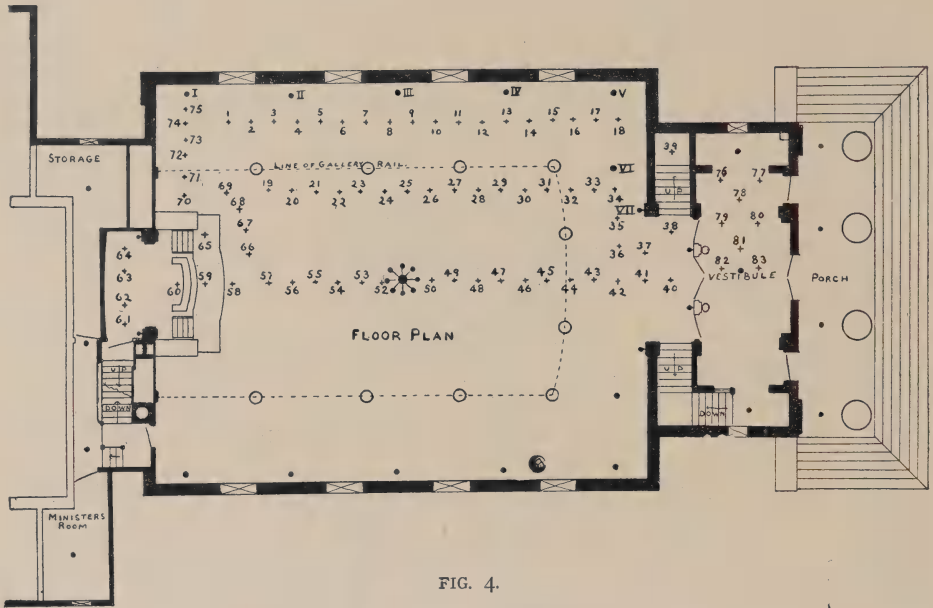 I II III IV V
75 1 3 5 7 9 11 13 15 17
74 2 4 6 8 10 12 14 16 18
73
39
STORAGE
72
LINE OF GALLERY RAIL.
VI
71
76 77
69 19 21 23 25 27 29 31 33
UP
78
70 68 20 22 24 26 28 30 32 34
VII
67 35 38 79 80
65
66 36 37 81
64
63 59 57 55 53 49 47 45 43 41 82 83
VESTIBULE
PORCH
62 60 58 56 54 52 50 48 46 44 42 40
61
FLOOR PLAN
UP
UP
DOWN
DOWN
MINISTERS
ROOM
FIG. 4.